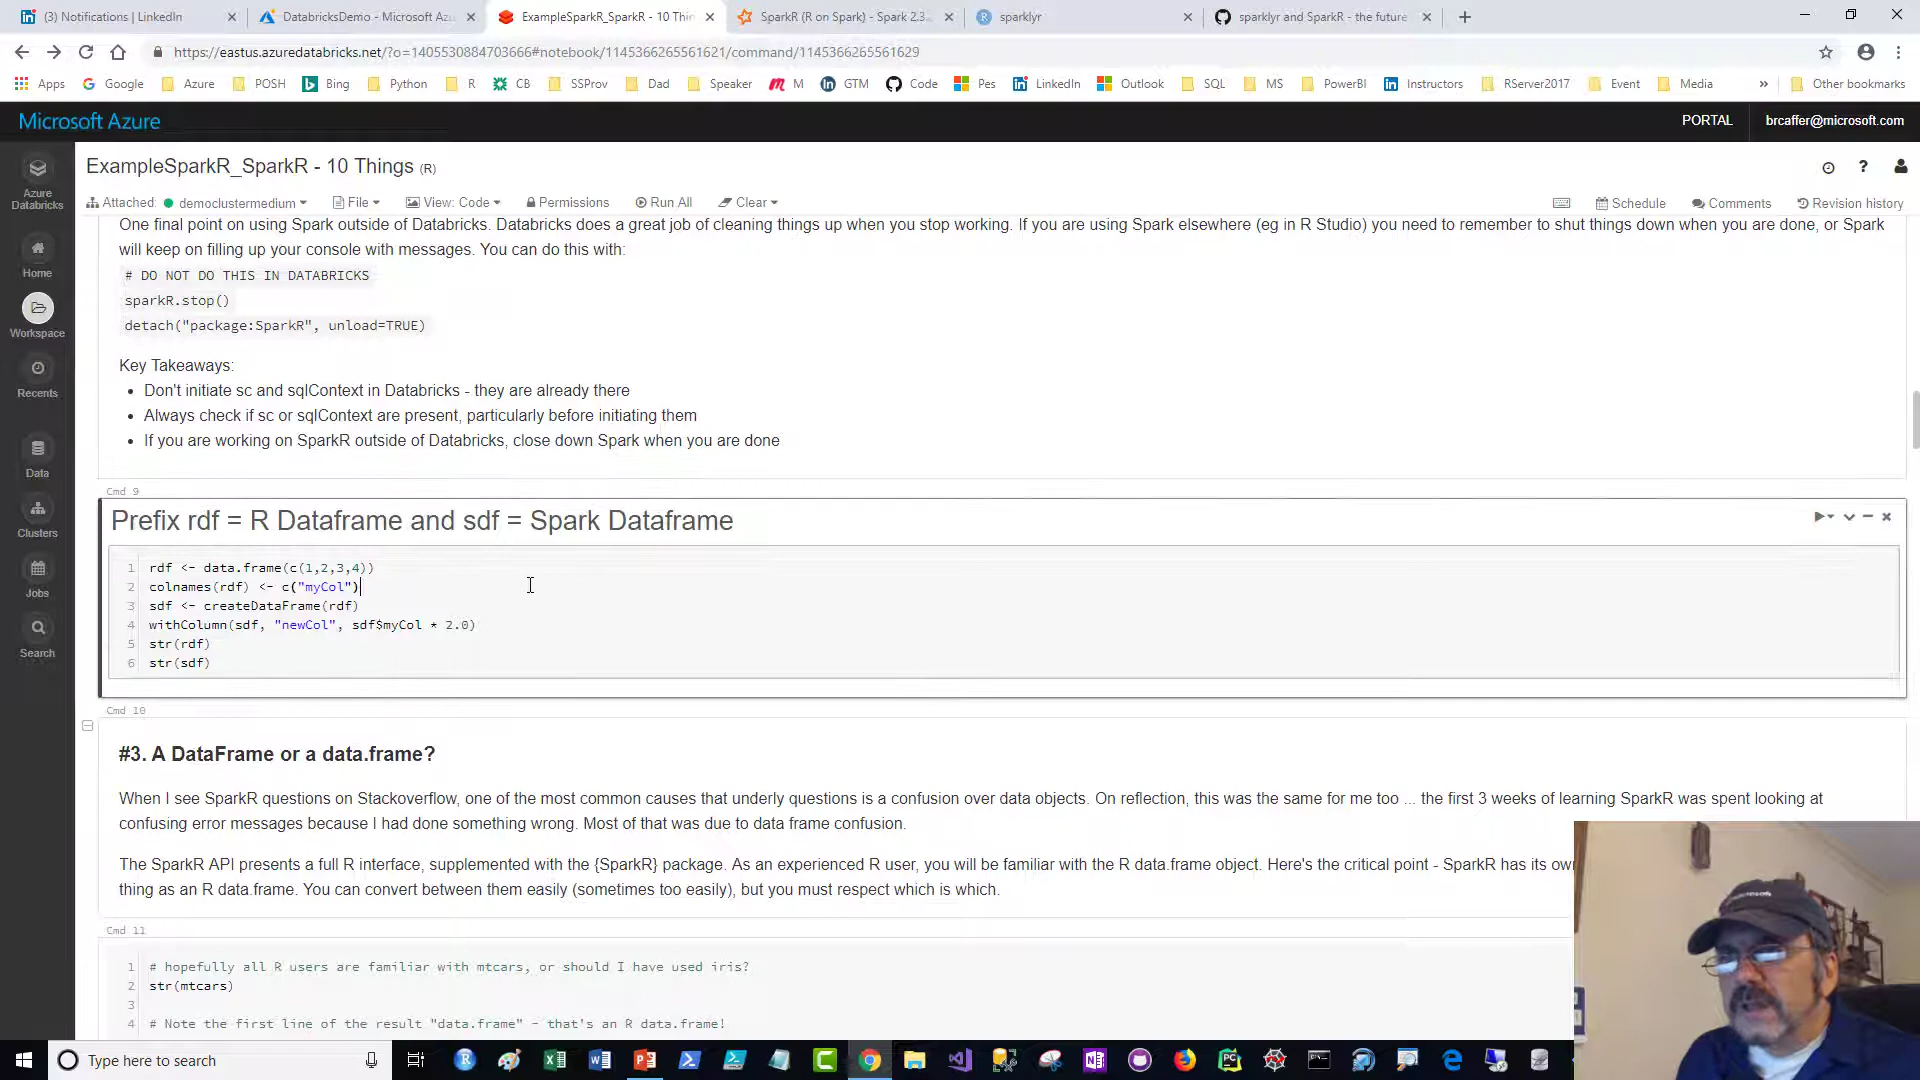 (3) Notifications | LinkedIn
DatabricksDemo - Microsoft Azu
ExampleSparkR_SparkR - 10 Thin
SparkR (R on Spark) - Spark 2.3.
sparklyr
sparklyr and SparkR - the future
https://eastus.azuredatabricks.net/?o=1405530884703666#notebook/1145366265561621/command/1145366265561629
Apps Google Azure POSH Bing Python R CB SSProv Dad Speaker M GTM Code Pes LinkedIn Outlook SQL MS PowerBI Instructors RServer2017 Event Media » Other bookmarks
Microsoft Azure
PORTAL
brcaffer@microsoft.com
Azure
Databricks
Home
Workspace
Recents
Data
Clusters
Jobs
Search
ExampleSparkR_SparkR - 10 Things (R)
Attached: democlustermedium File View: Code Permissions Run All Clear Schedule Comments Revision history
One final point on using Spark outside of Databricks. Databricks does a great job of cleaning things up when you stop working. If you are using Spark elsewhere (eg in R Studio) you need to remember to shut things down when you are done, or Spark
will keep on filling up your console with messages. You can do this with:
# DO NOT DO THIS IN DATABRICKS
sparkR.stop()
detach("package:SparkR", unload=TRUE)
Key Takeaways:
• Don't initiate sc and sqlContext in Databricks - they are already there
• Always check if sc or sqlContext are present, particularly before initiating them
• If you are working on SparkR outside of Databricks, close down Spark when you are done
Cmd 9
Prefix rdf = R Dataframe and sdf = Spark Dataframe
1 rdf <- data.frame(c(1,2,3,4))
2 colnames(rdf) <- c("myCol")
3 sdf <- createDataFrame(rdf)
4 withColumn(sdf, "newCol", sdf$myCol * 2.0)
5 str(rdf)
6 str(sdf)
Cmd 10
#3. A DataFrame or a data.frame?
When I see SparkR questions on Stackoverflow, one of the most common causes that underly questions is a confusion over data objects. On reflection, this was the same for me too ... the first 3 weeks of learning SparkR was spent looking at
confusing error messages because I had done something wrong. Most of that was due to data frame confusion.
The SparkR API presents a full R interface, supplemented with the {SparkR} package. As an experienced R user, you will be familiar with the R data.frame object. Here's the critical point - SparkR has its own
thing as an R data.frame. You can convert between them easily (sometimes too easily), but you must respect which is which.
Cmd 11
1 # hopefully all R users are familiar with mtcars, or should I have used iris?
2 str(mtcars)
3
4 # Note the first line of the result "data.frame" - that's an R data.frame!
Type here to search